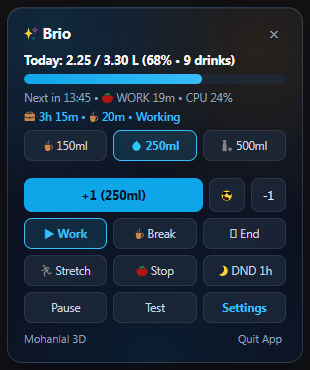 ✨ Brio ✕
Today: 2.25 / 3.30 L (68% • 9 drinks)
Next in 13:45 • 🍅 WORK 19m • CPU 24%
💼 3h 15m • ☕ 20m • Working
☕ 150ml 💧 250ml 500ml
+1 (250ml) 😎 -1
▶ Work ☕ Break ▯ End
🏃 Stretch 🍅 Stop 🌙 DND 1h
Pause Test Settings
Mohanlal 3D Quit App